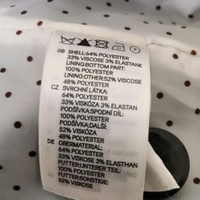 GB SHELL:64% POLYESTER
33% VISCOSE 3% ELASTANE
LINING:BOTTOM PART:
100% POLYESTER
LINING:OTHER:52% VISCOSE
48% POLYESTER
CZ SVRCHNÍ LÁTKA:
64% POLYESTER
33% VISKÓZA 3% ELASTAN
PODŠÍVKA:SPODNÍ DÍL:
100% POLYESTER
PODŠÍVKA:DALŠÍ
52% VISKÓZA
48% POLYESTER
DE OBERMATERIAL:
64% POLYESTER
33% VISKOSE 3% ELASTHAN
FUTTER:UNTERER TEIL:
100% POLYESTER
FUTTER:SONSTIGE:
52% VISKOSE